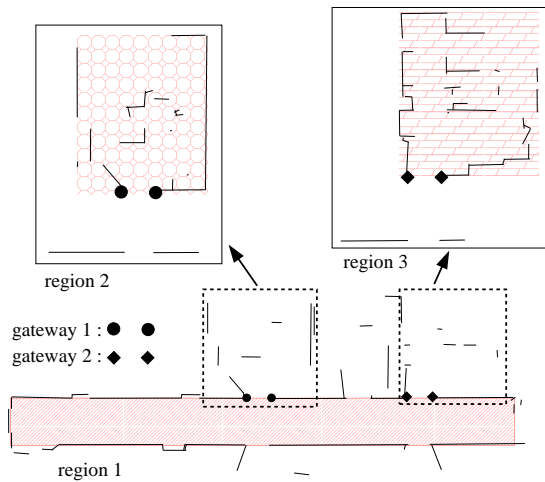 region 2
region 3
gateway 1 :
gateway 2 :
region 1